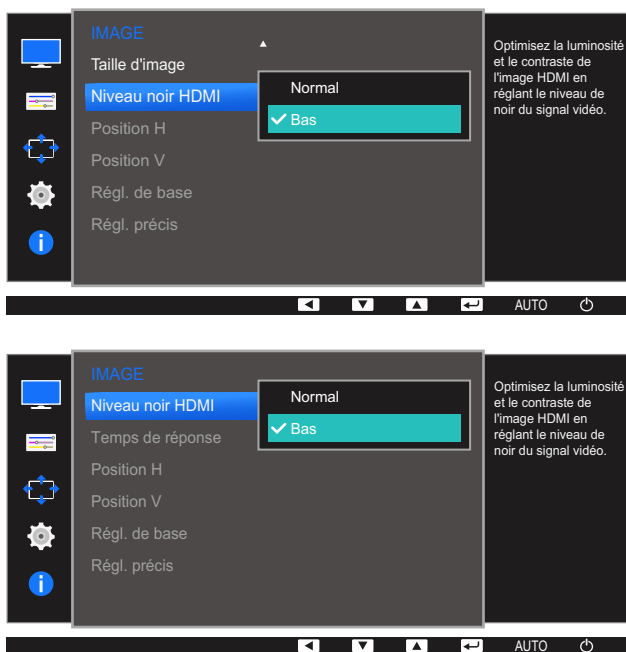 IMAGE
Taille d'image
Niveau noir HDMI
Position H
Position V
Régl. de base
Régl. précis
Normal
Bas
Optimisez la luminosité
et le contraste de
l'image HDMI en
réglant le niveau de
noir du signal vidéo.
AUTO
IMAGE
Niveau noir HDMI
Temps de réponse
Position H
Position V
Régl. de base
Régl. précis
Normal
Bas
Optimisez la luminosité
et le contraste de
l'image HDMI en
réglant le niveau de
noir du signal vidéo.
AUTO